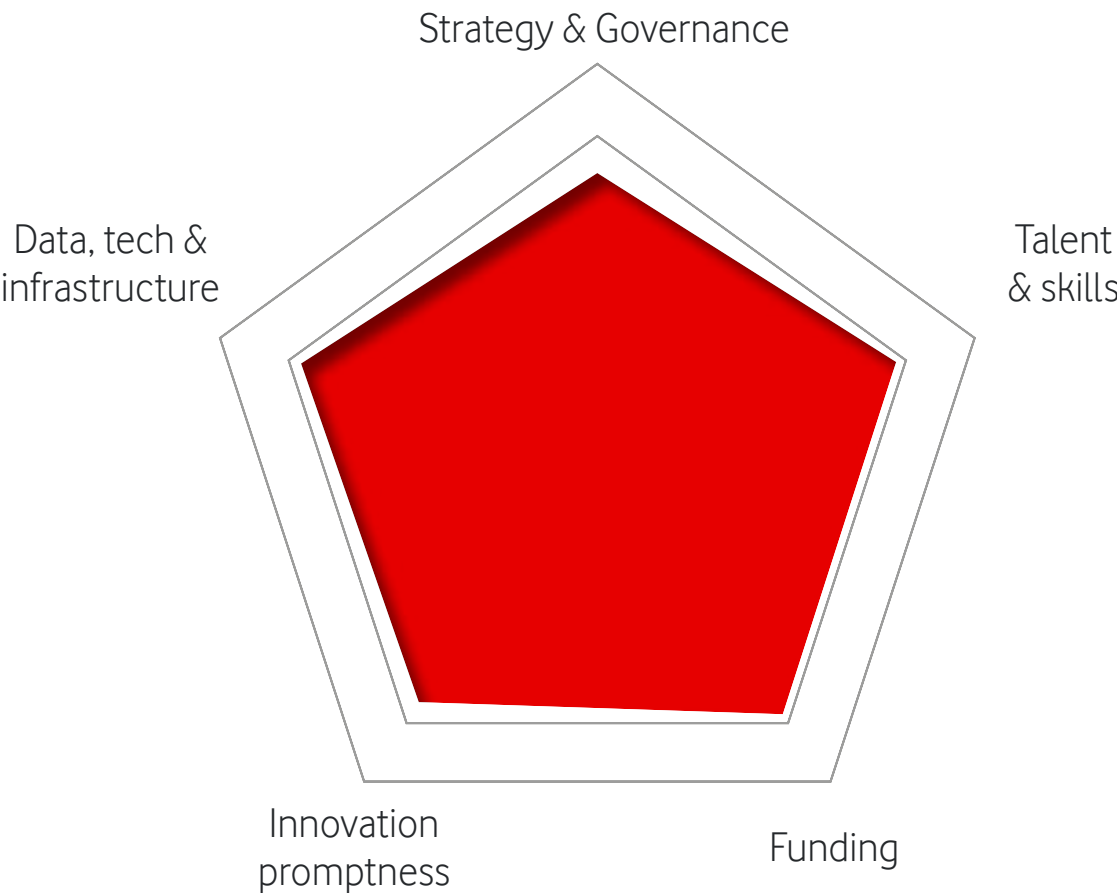 Strategy & Governance
Data, tech &
infrastructure
Talent
& skills
Innovation
promptness
Funding